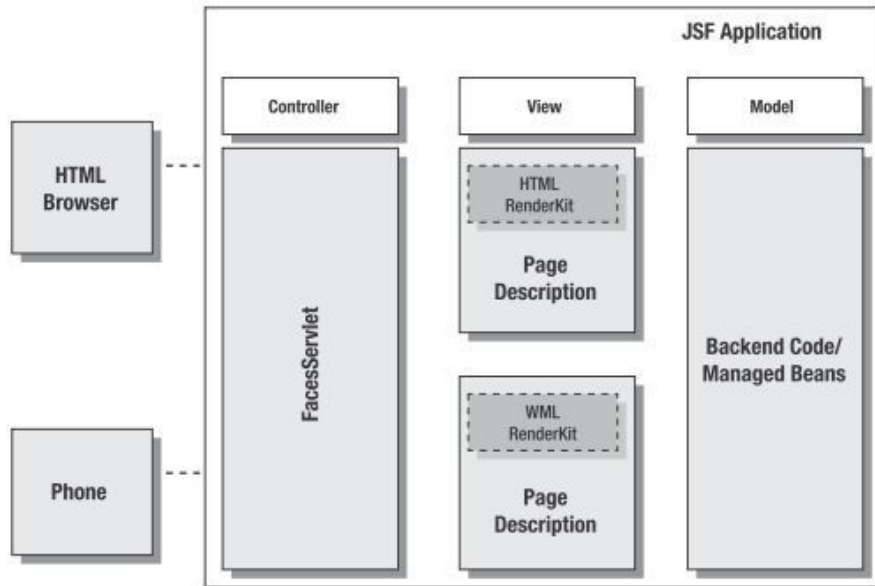 JSF Application
Controller
View
Model
HTML
Browser
HTML
RenderKit
Page
Description
FacesServlet
Backend Code/
Managed Beans
WML
RenderKit
Phone
Page
Description